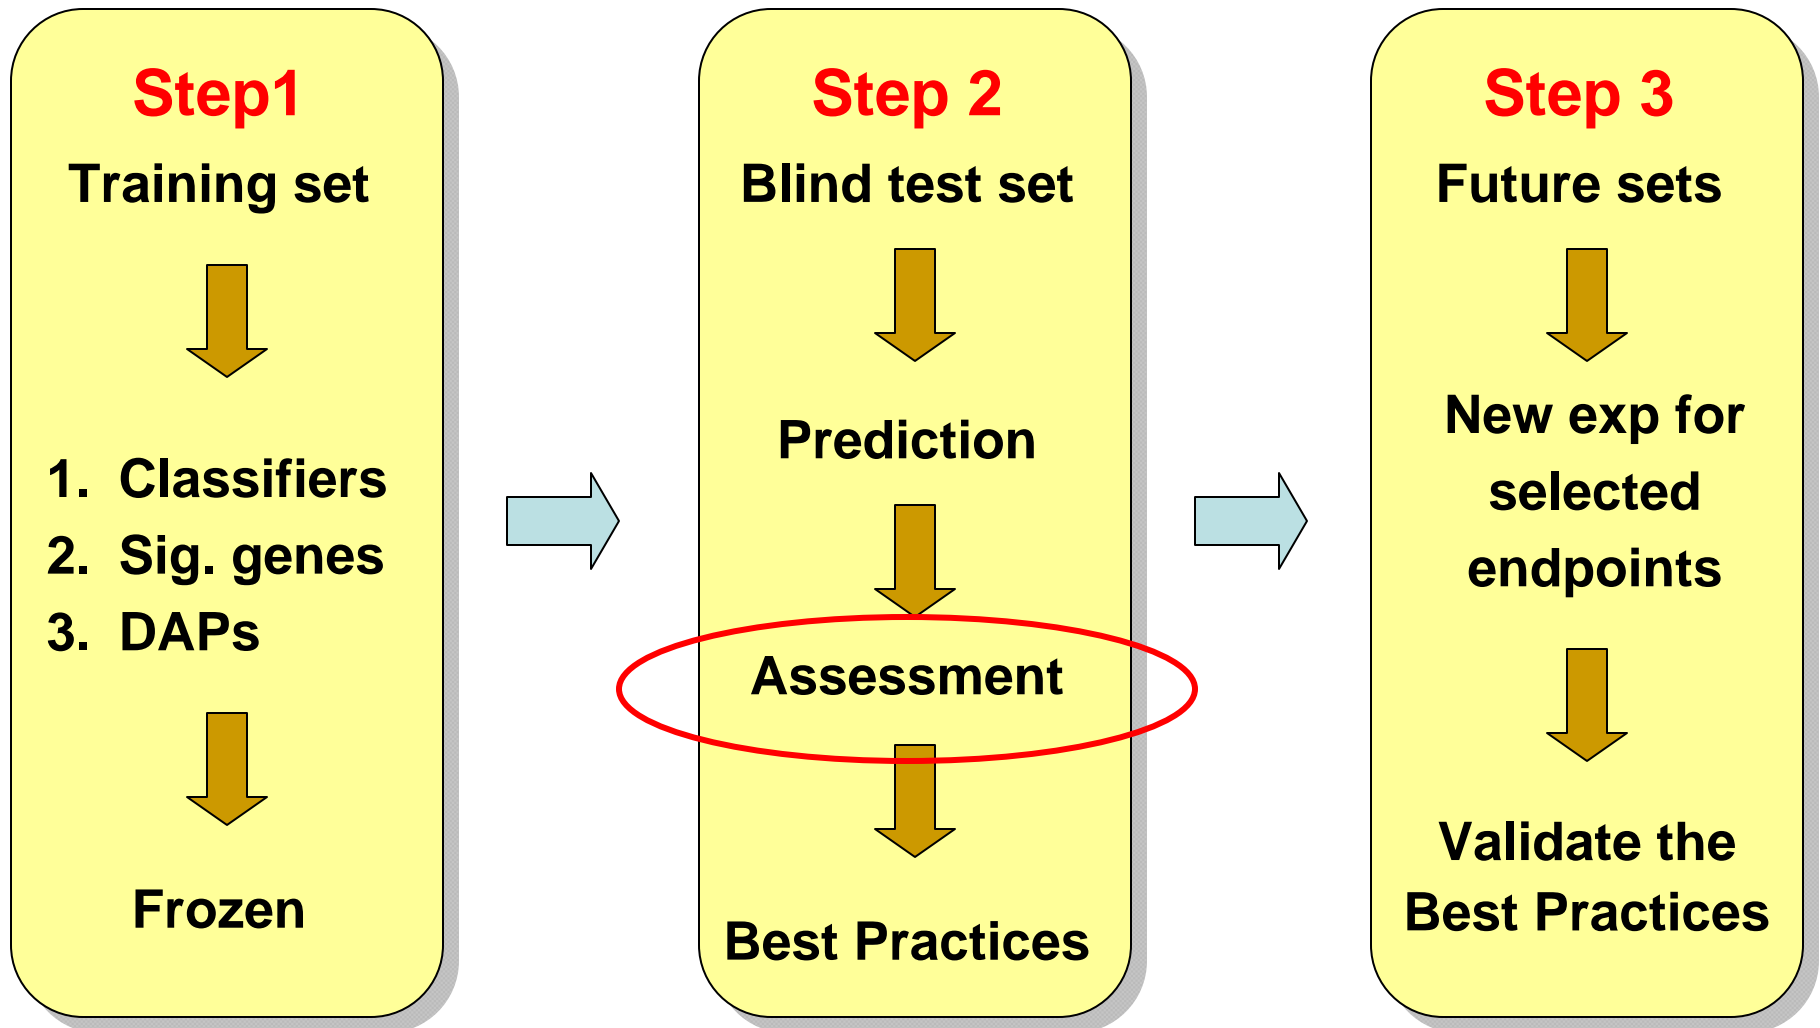 Step1
Training set
1. Classifiers
2. Sig. genes
3. DAPs
Frozen
Step 2
Blind test set
Prediction
Assessment
Best Practices
Step 3
Future sets
New exp for
selected
endpoints
Validate the
Best Practices